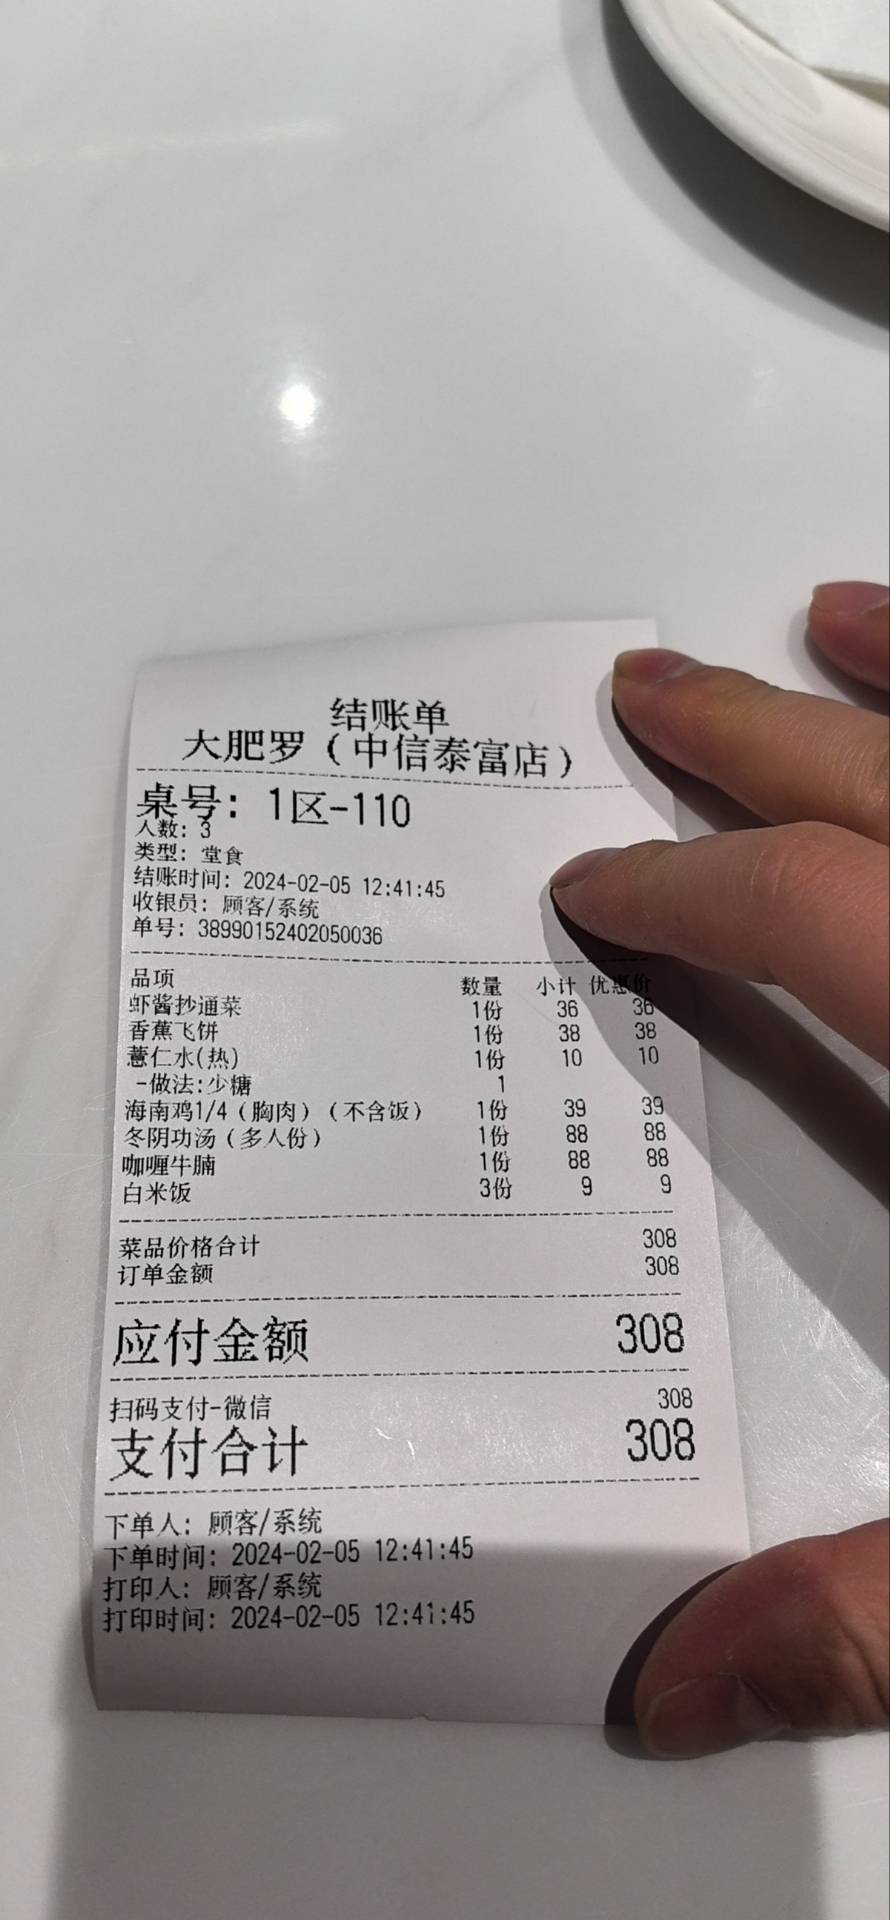 结账单
大肥罗（中信泰富店）
桌号: 1区-110
人数: 3
类型: 堂食
结账时间: 2024-02-05 12:41:45
收银员: 顾客/系统
单号: 38990152402050036
品项 数量 小计 优惠价
虾酱抄通菜 1份 36 36
香蕉飞饼 1份 38 38
薏仁水(热) 1份 10 10
-做法:少糖 1
海南鸡1/4（胸肉）（不含饭） 1份 39 39
冬阴功汤（多人份） 1份 88 88
咖喱牛腩 1份 88 88
白米饭 3份 9 9
菜品价格合计 308
订单金额 308
应付金额 308
扫码支付-微信 308
支付合计 308
下单人: 顾客/系统
下单时间: 2024-02-05 12:41:45
打印人: 顾客/系统
打印时间: 2024-02-05 12:41:45